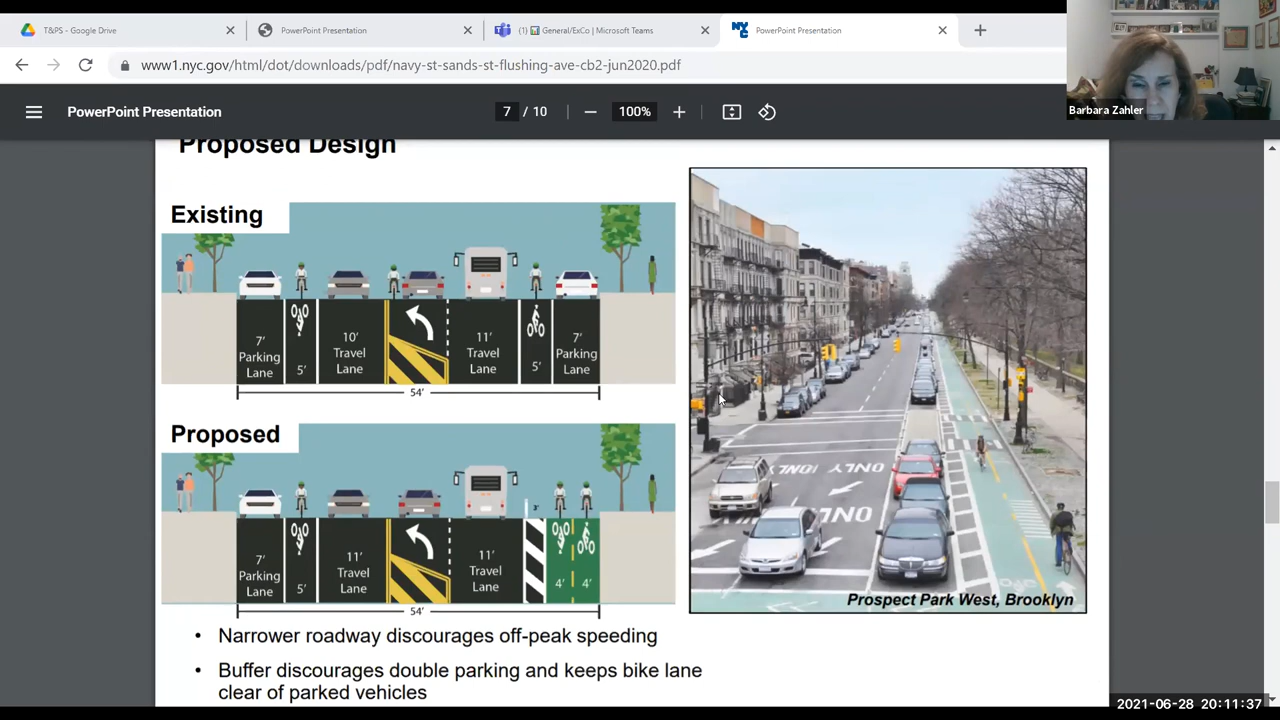 T&PS - Google Drive
PowerPoint Presentation
(1) General/ExCo | Microsoft Teams
PowerPoint Presentation
www1.nyc.gov/html/dot/downloads/pdf/navy-st-sands-st-flushing-ave-cb2-jun2020.pdf
Barbara Zahler
PowerPoint Presentation
7 / 10
100%
Proposed Design
Existing
7' Parking Lane
5'
10' Travel Lane
11' Travel Lane
5'
7' Parking Lane
54'
Proposed
7' Parking Lane
5'
11' Travel Lane
11' Travel Lane
3'
4'
4'
54'
ONLY
ONLY
Prospect Park West, Brooklyn
• Narrower roadway discourages off-peak speeding
• Buffer discourages double parking and keeps bike lane
clear of parked vehicles
2021-06-28 20:11:37